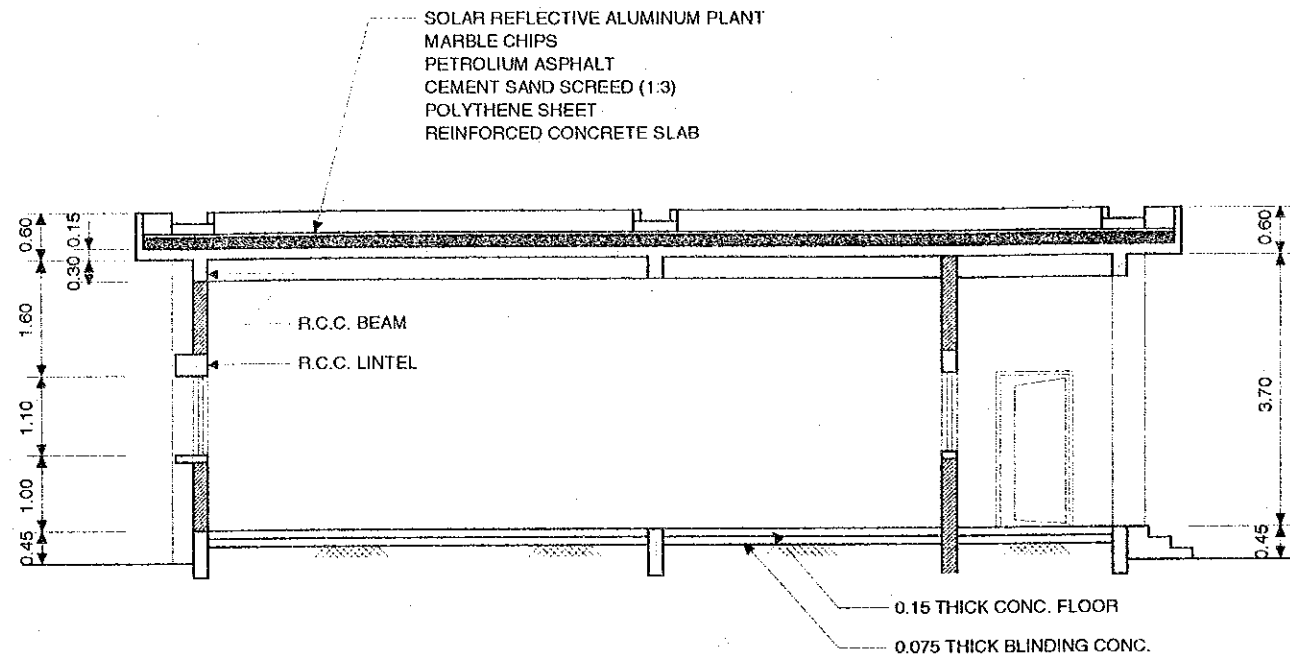 SOLAR REFLECTIVE ALUMINUM PLANT
MARBLE CHIPS
PETROLIUM ASPHALT
CEMENT SAND SCREED (1:3)
POLYTHENE SHEET
REINFORCED CONCRETE SLAB
0.60
0.15
0.30
1.60
1.10
1.00
0.45
R.C.C. BEAM
R.C.C. LINTEL
0.60
3.70
0.45
0.15 THICK CONC. FLOOR
0.075 THICK BLINDING CONC.